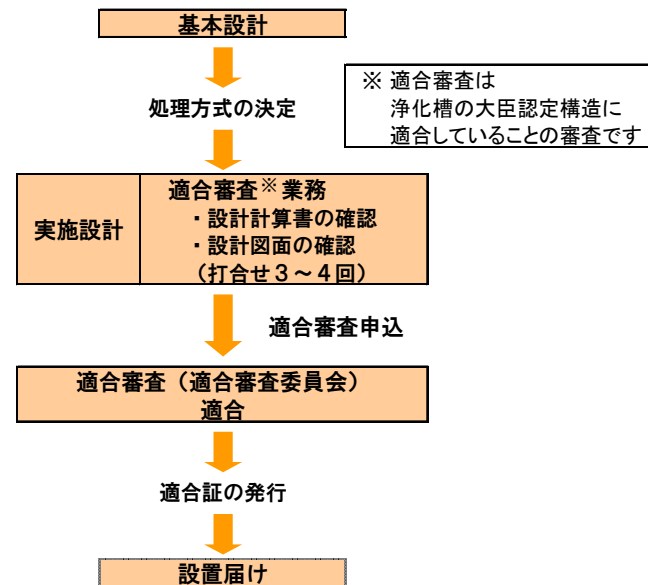 基本設計
処理方式の決定
※ 適合審査は
浄化槽の大臣認定構造に
適合していることの審査です
実施設計
適合審査※業務
・設計計算書の確認
・設計図面の確認
（打合せ３～４回）
適合審査申込
適合審査（適合審査委員会）
適合
適合証の発行
設置届け